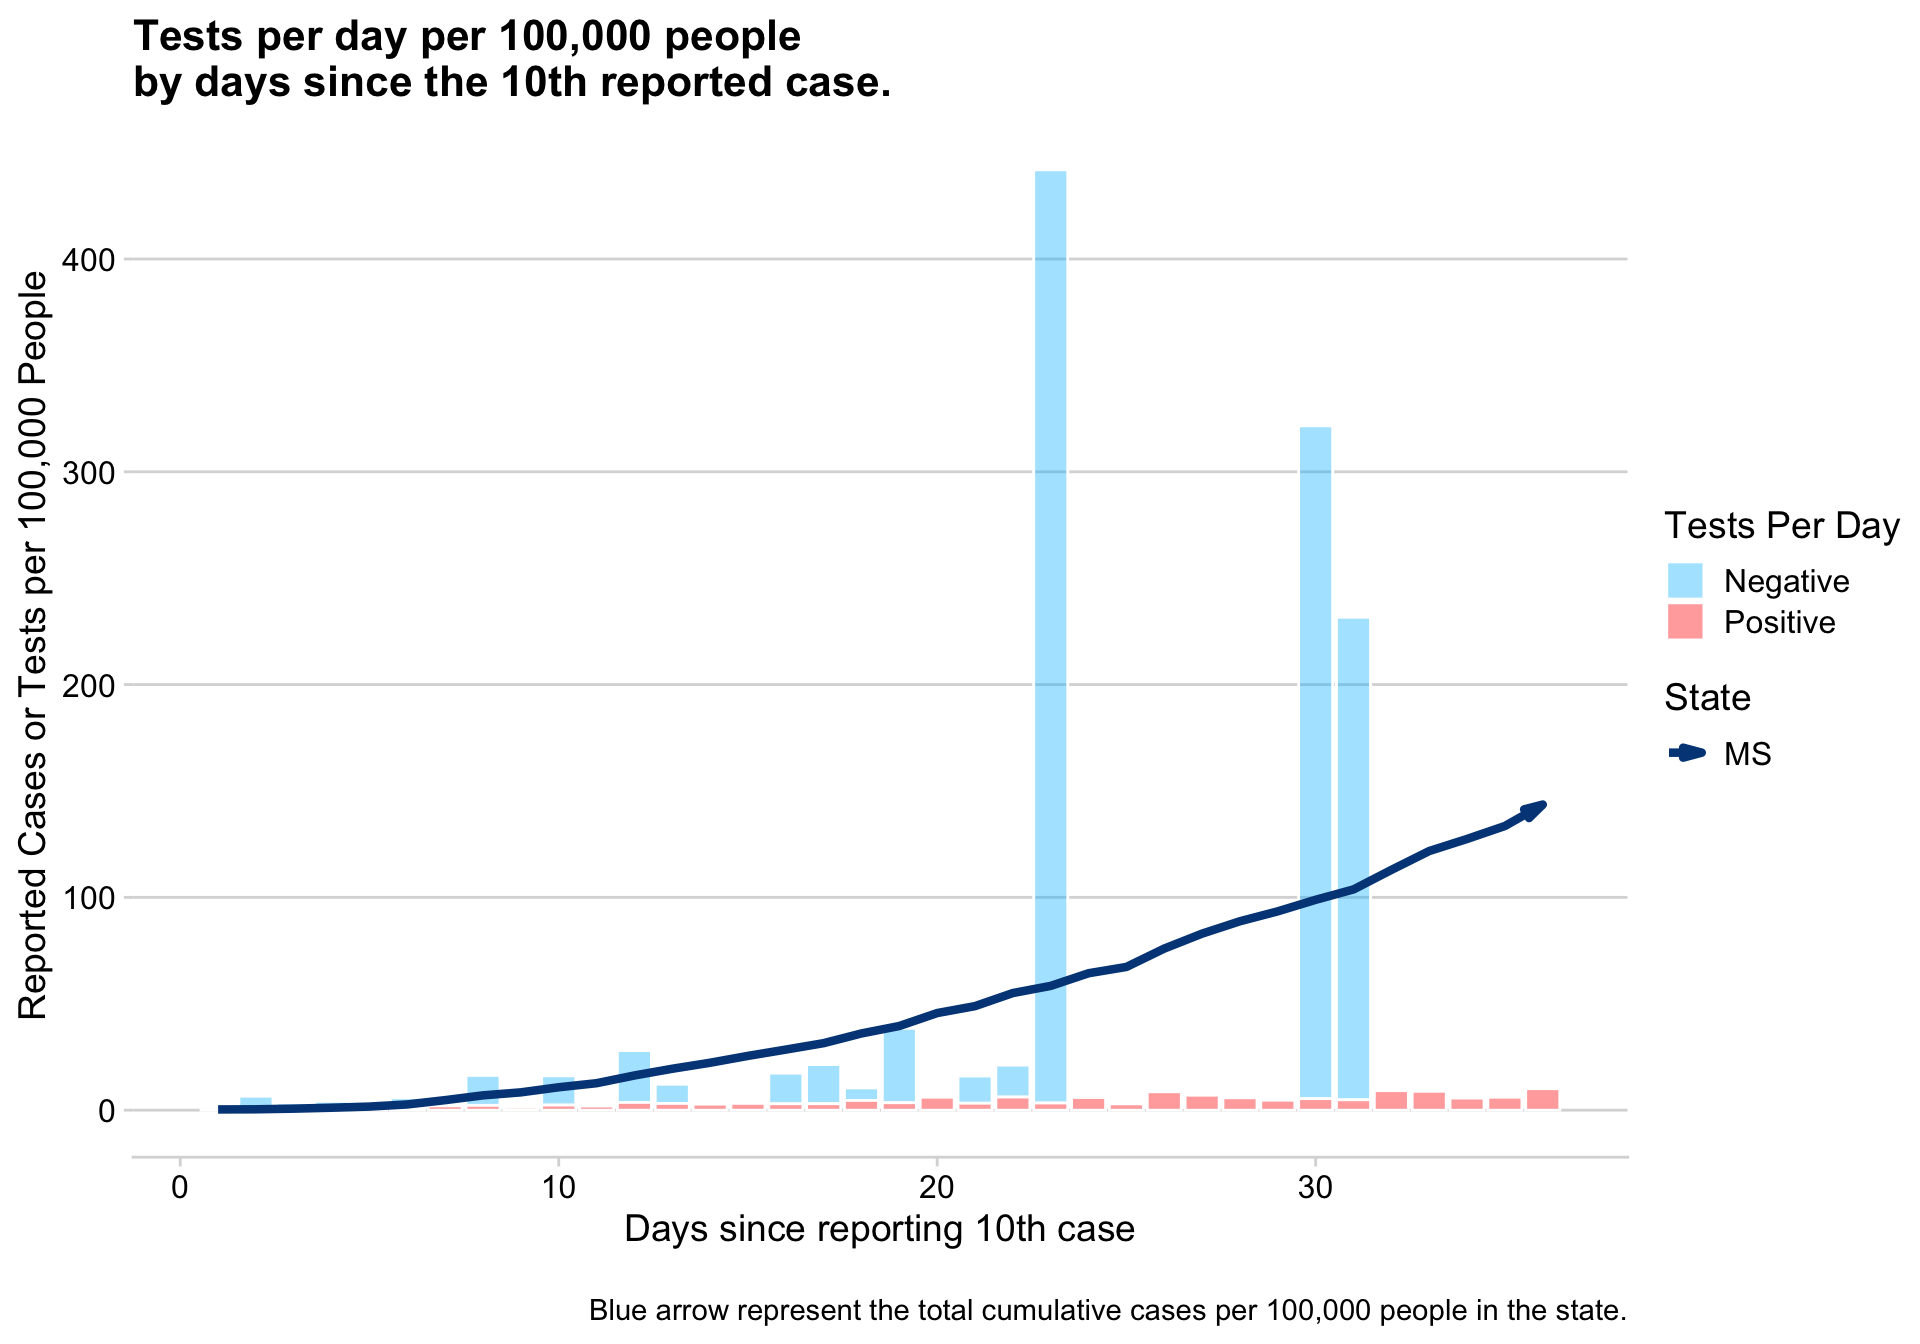 Tests per day per 100,000 people
by days since the 10th reported case.
Reported Cases or Tests per 100,000 People
400
300
200
100
0
0
10
20
30
Days since reporting 10th case
Tests Per Day
Negative
Positive
State
MS
Blue arrow represent the total cumulative cases per 100,000 people in the state.